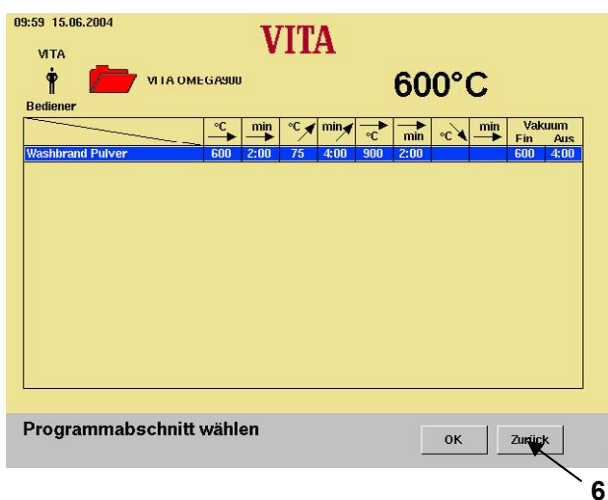 09:59 15.06.2004
VITA
VITA
VITA OMEGA900
600°C
Bediener
°C min °C min °C min °C min Vakuum
Ein Aus
Washbrand Pulver 600 2:00 75 4:00 900 2:00 600 4:00
Programmabschnitt wählen
OK Zurück
6